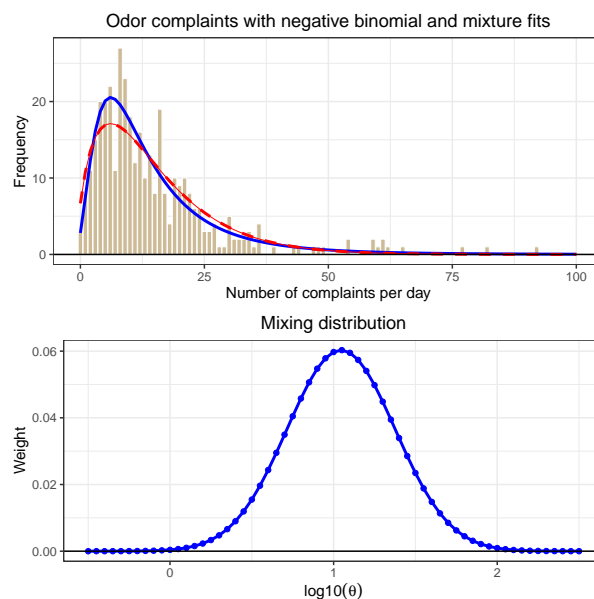 Odor complaints with negative binomial and mixture fits
Frequency
20
10
0
0 25 50 75 100
Number of complaints per day
Mixing distribution
Weight
0.06
0.04
0.02
0.00
0 1 2
log10(θ)